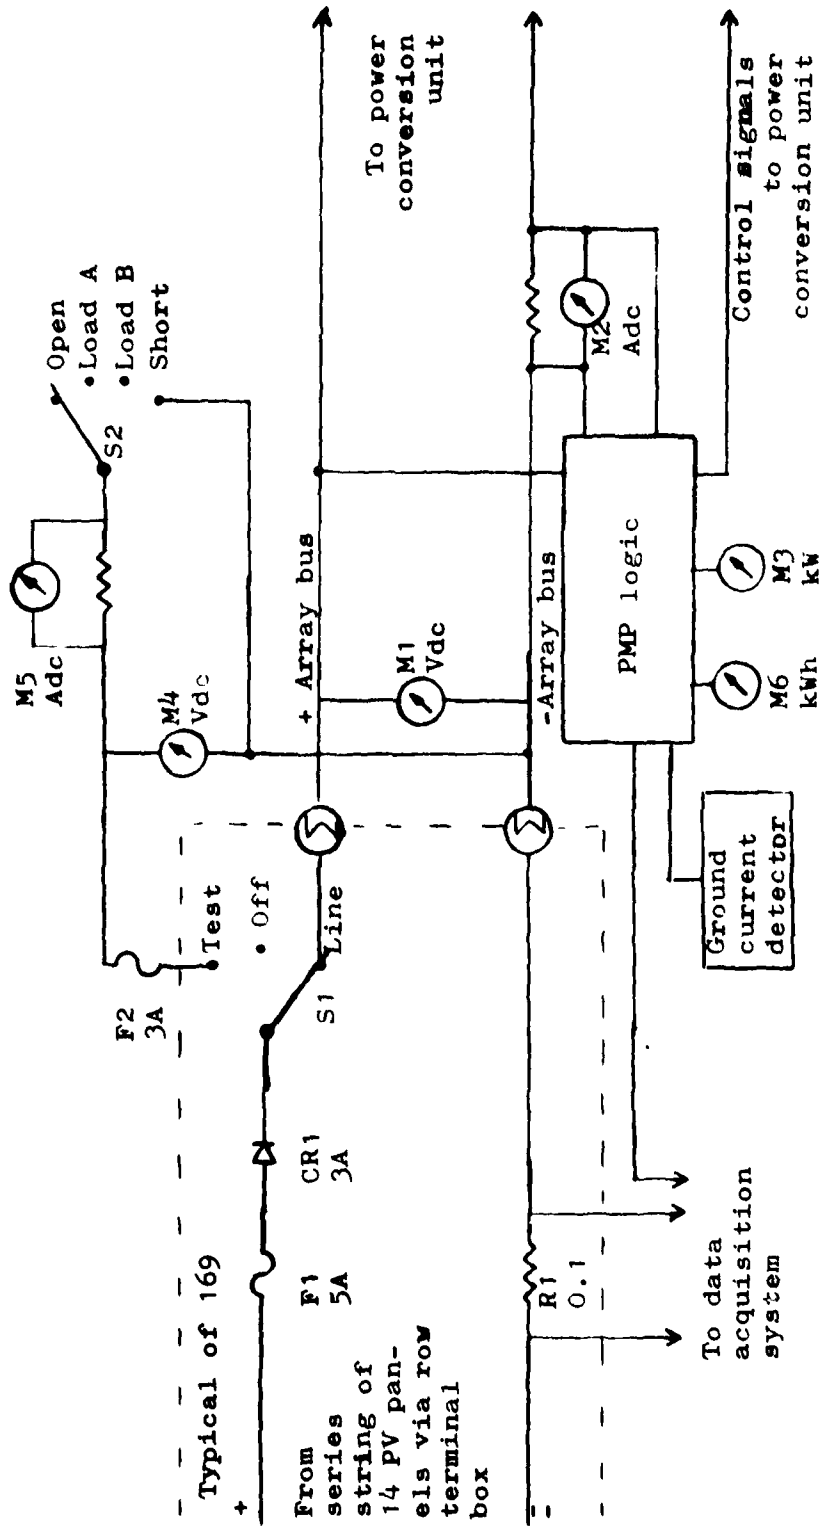 Typical of 169
+
From
series
string of
14 PV pan-
els via row
terminal
box
F1
5A
CR1
3A
S1
F2
3A
Test
• Off
Line
M5
Adc
M4
Vdc
S2
Open
• Load A
• Load B
Short
+ Array bus
M1
Vdc
-Array bus
To power
conversion
unit
M2
Adc
PMP logic
M6
kWh
M3
kW
Control signals
to power
conversion unit
Ground
current
detector
R1
0.1
To data
acquisition
system